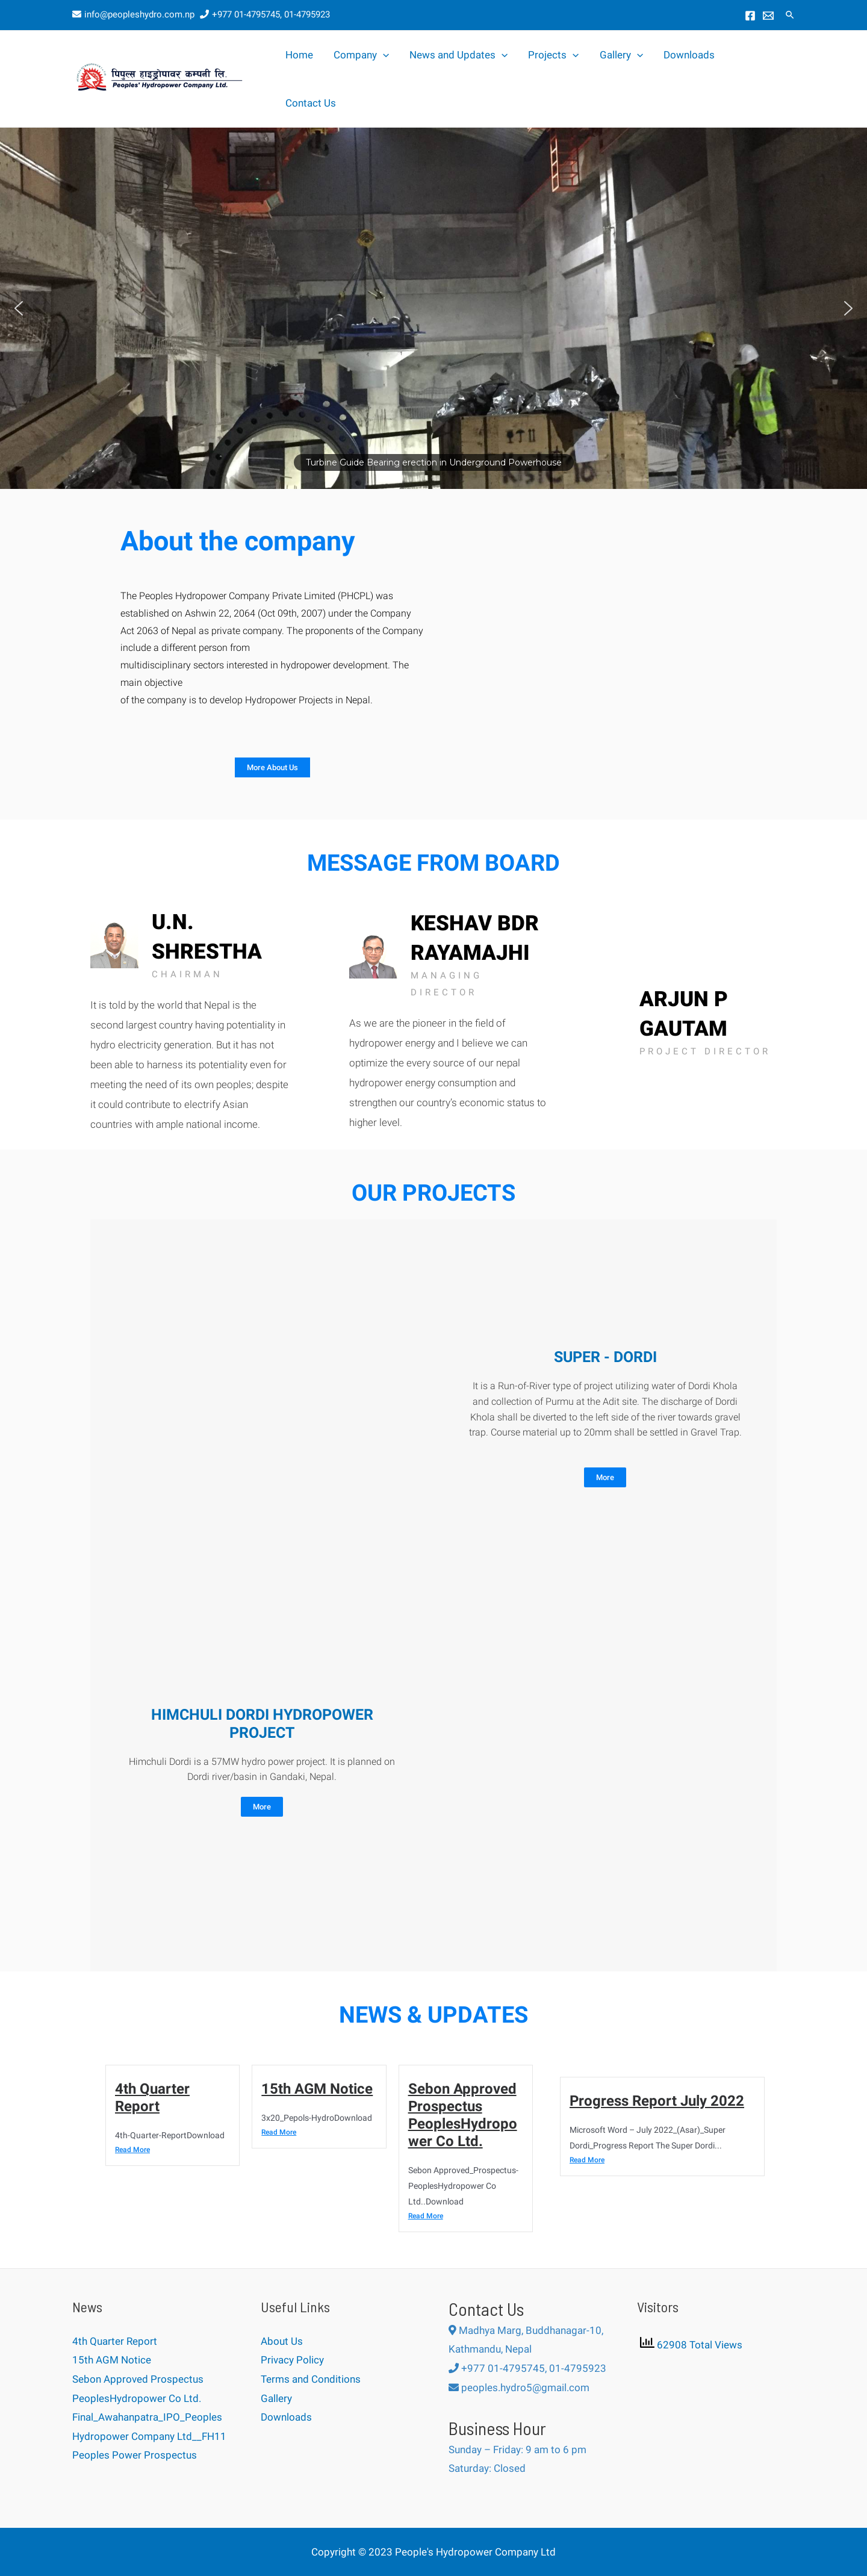 info@peopleshydro.com.np +977 01-4795745, 01-4795923
पिपुल्स हाइड्रोपावर कम्पनी लि.
Peoples' Hydropower Company Ltd.
Home Company News and Updates Projects Gallery Downloads
Contact Us
Turbine Guide Bearing erection in Underground Powerhouse
About the company
The Peoples Hydropower Company Private Limited (PHCPL) was
established on Ashwin 22, 2064 (Oct 09th, 2007) under the Company
Act 2063 of Nepal as private company. The proponents of the Company
include a different person from
multidisciplinary sectors interested in hydropower development. The
main objective
of the company is to develop Hydropower Projects in Nepal.
More About Us
MESSAGE FROM BOARD
U.N.
SHRESTHA
CHAIRMAN
It is told by the world that Nepal is the
second largest country having potentiality in
hydro electricity generation. But it has not
been able to harness its potentiality even for
meeting the need of its own peoples; despite
it could contribute to electrify Asian
countries with ample national income.
KESHAV BDR
RAYAMAJHI
MANAGING
DIRECTOR
As we are the pioneer in the field of
hydropower energy and I believe we can
optimize the every source of our nepal
hydropower energy consumption and
strengthen our country's economic status to
higher level.
ARJUN P
GAUTAM
PROJECT DIRECTOR
OUR PROJECTS
SUPER - DORDI
It is a Run-of-River type of project utilizing water of Dordi Khola
and collection of Purmu at the Adit site. The discharge of Dordi
Khola shall be diverted to the left side of the river towards gravel
trap. Course material up to 20mm shall be settled in Gravel Trap.
More
HIMCHULI DORDI HYDROPOWER
PROJECT
Himchuli Dordi is a 57MW hydro power project. It is planned on
Dordi river/basin in Gandaki, Nepal.
More
NEWS & UPDATES
4th Quarter
Report
4th-Quarter-ReportDownload
Read More
15th AGM Notice
3x20_Pepols-HydroDownload
Read More
Sebon Approved
Prospectus
PeoplesHydropo
wer Co Ltd.
Sebon Approved_Prospectus-
PeoplesHydropower Co
Ltd..Download
Read More
Progress Report July 2022
Microsoft Word – July 2022_(Asar)_Super
Dordi_Progress Report The Super Dordi...
Read More
News
4th Quarter Report
15th AGM Notice
Sebon Approved Prospectus
PeoplesHydropower Co Ltd.
Final_Awahanpatra_IPO_Peoples
Hydropower Company Ltd__FH11
Peoples Power Prospectus
Useful Links
About Us
Privacy Policy
Terms and Conditions
Gallery
Downloads
Contact Us
Madhya Marg, Buddhanagar-10,
Kathmandu, Nepal
+977 01-4795745, 01-4795923
peoples.hydro5@gmail.com
Business Hour
Sunday – Friday: 9 am to 6 pm
Saturday: Closed
Visitors
62908 Total Views
Copyright © 2023 People's Hydropower Company Ltd